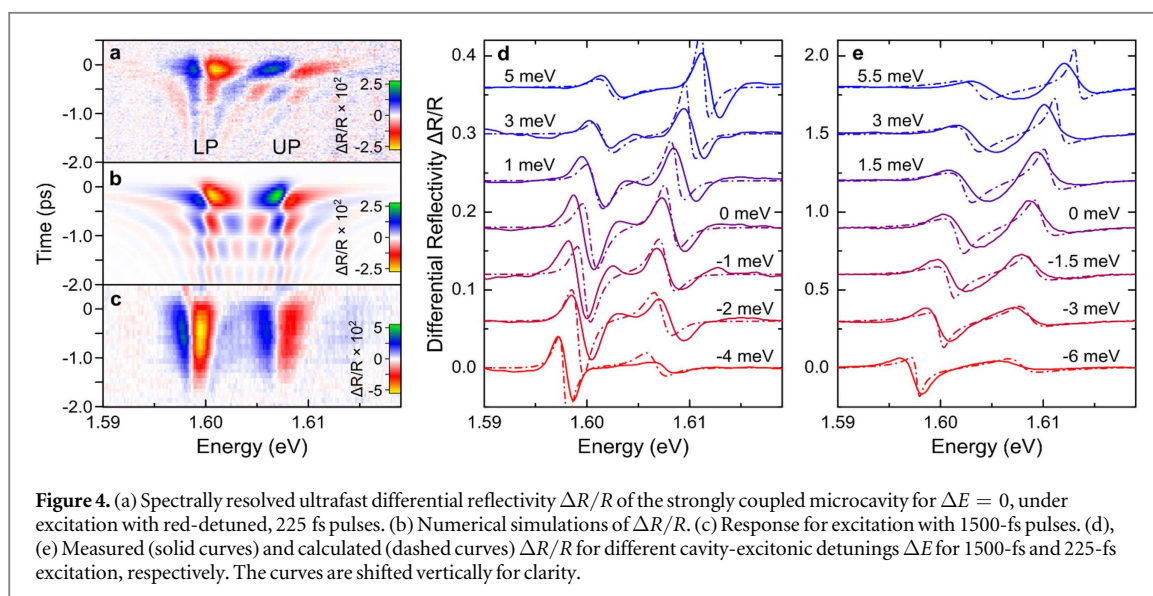 a
0
-1.0
-2.0
LP
UP
ΔR/R × 10²
2.5
0
-2.5
b
0
-1.0
-2.0
Time (ps)
ΔR/R × 10²
2.5
0
-2.5
c
0
-1.0
-2.0
ΔR/R × 10²
5
0
-5
1.59
1.60
1.61
Energy (eV)
d
Differential Reflectivity ΔR/R
0.4
0.3
0.2
0.1
0.0
5 meV
3 meV
1 meV
0 meV
-1 meV
-2 meV
-4 meV
1.59
1.60
1.61
Energy (eV)
e
2.0
1.5
1.0
0.5
0.0
5.5 meV
3 meV
1.5 meV
0 meV
-1.5 meV
-3 meV
-6 meV
1.59
1.60
1.61
Energy (eV)
Figure 4. (a) Spectrally resolved ultrafast differential reflectivity ΔR/R of the strongly coupled microcavity for ΔE = 0, under
excitation with red-detuned, 225 fs pulses. (b) Numerical simulations of ΔR/R. (c) Response for excitation with 1500-fs pulses. (d),
(e) Measured (solid curves) and calculated (dashed curves) ΔR/R for different cavity-excitonic detunings ΔE for 1500-fs and 225-fs
excitation, respectively. The curves are shifted vertically for clarity.